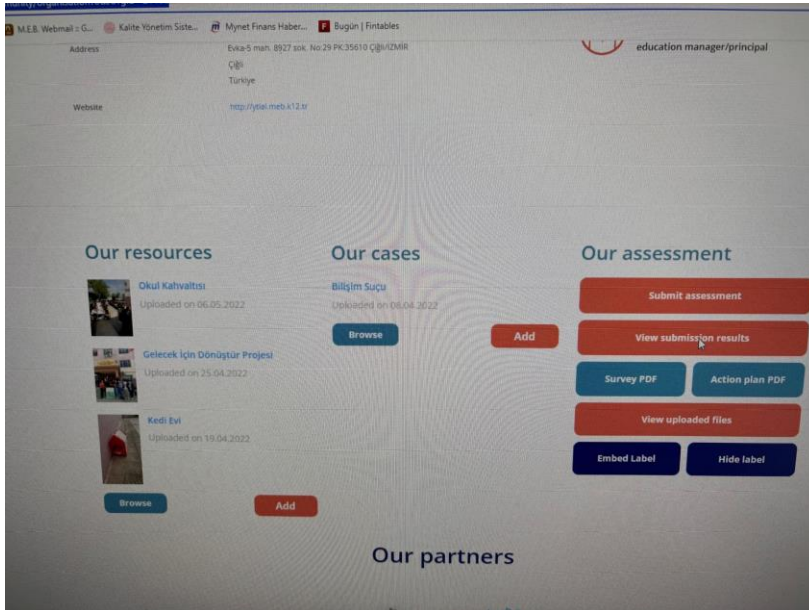 M.E.B. Webmail :: G...
Kalite Yönetim Siste...
Mynet Finans Haber...
Bugün | Fintables
Address
Evka-5 mah. 8927 sok. No:29 PK:35610 Çiğli/İZMİR
Çiğli
Türkiye
education manager/principal
Website
http://ytial.meb.k12.tr
Our resources
Okul Kahvaltısı
Uploaded on 06.05.2022
Gelecek İçin Dönüştür Projesi
Uploaded on 25.04.2022
Kedi Evi
Uploaded on 19.04.2022
Browse
Add
Our cases
Bilişim Suçu
Uploaded on 08.04.2022
Browse
Add
Our assessment
Submit assessment
View submission results
Survey PDF
Action plan PDF
View uploaded files
Embed Label
Hide label
Our partners